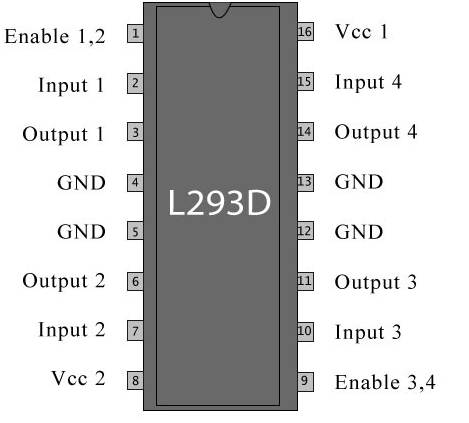 Enable 1,2 1 16 Vcc 1
Input 1 2 15 Input 4
Output 1 3 14 Output 4
GND 4 13 GND
L293D
GND 5 12 GND
Output 2 6 11 Output 3
Input 2 7 10 Input 3
Vcc 2 8 9 Enable 3,4